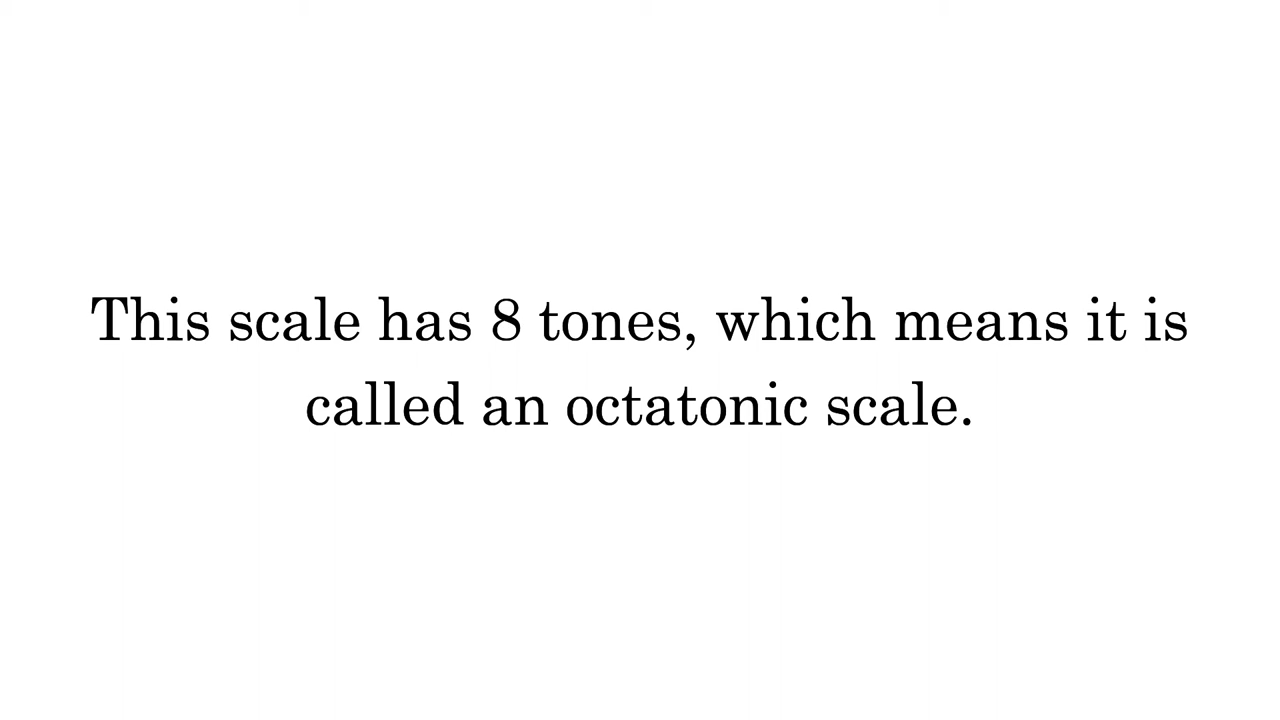 This scale has 8 tones, which means it is
called an octatonic scale.